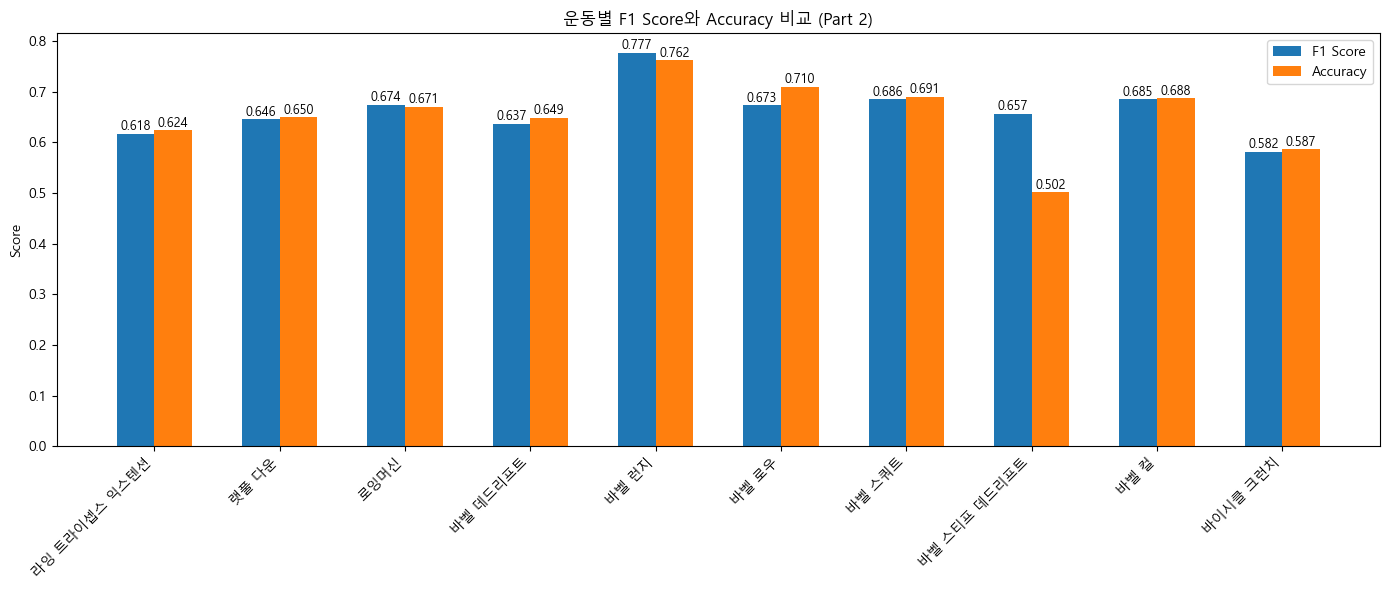 운동별 F1 Score와 Accuracy 비교 (Part 2)
F1 Score
Accuracy
Score
0.8
0.7
0.6
0.5
0.4
0.3
0.2
0.1
0.0
0.618 0.624
0.646 0.650
0.674 0.671
0.637 0.649
0.777 0.762
0.673 0.710
0.686 0.691
0.657 0.502
0.685 0.688
0.582 0.587
라잉 트라이셉스 익스텐션
랫풀 다운
로잉머신
바벨 데드리프트
바벨 런지
바벨 로우
바벨 스쿼트
바벨 스티프 데드리프트
바벨 컬
바이시클 크런치